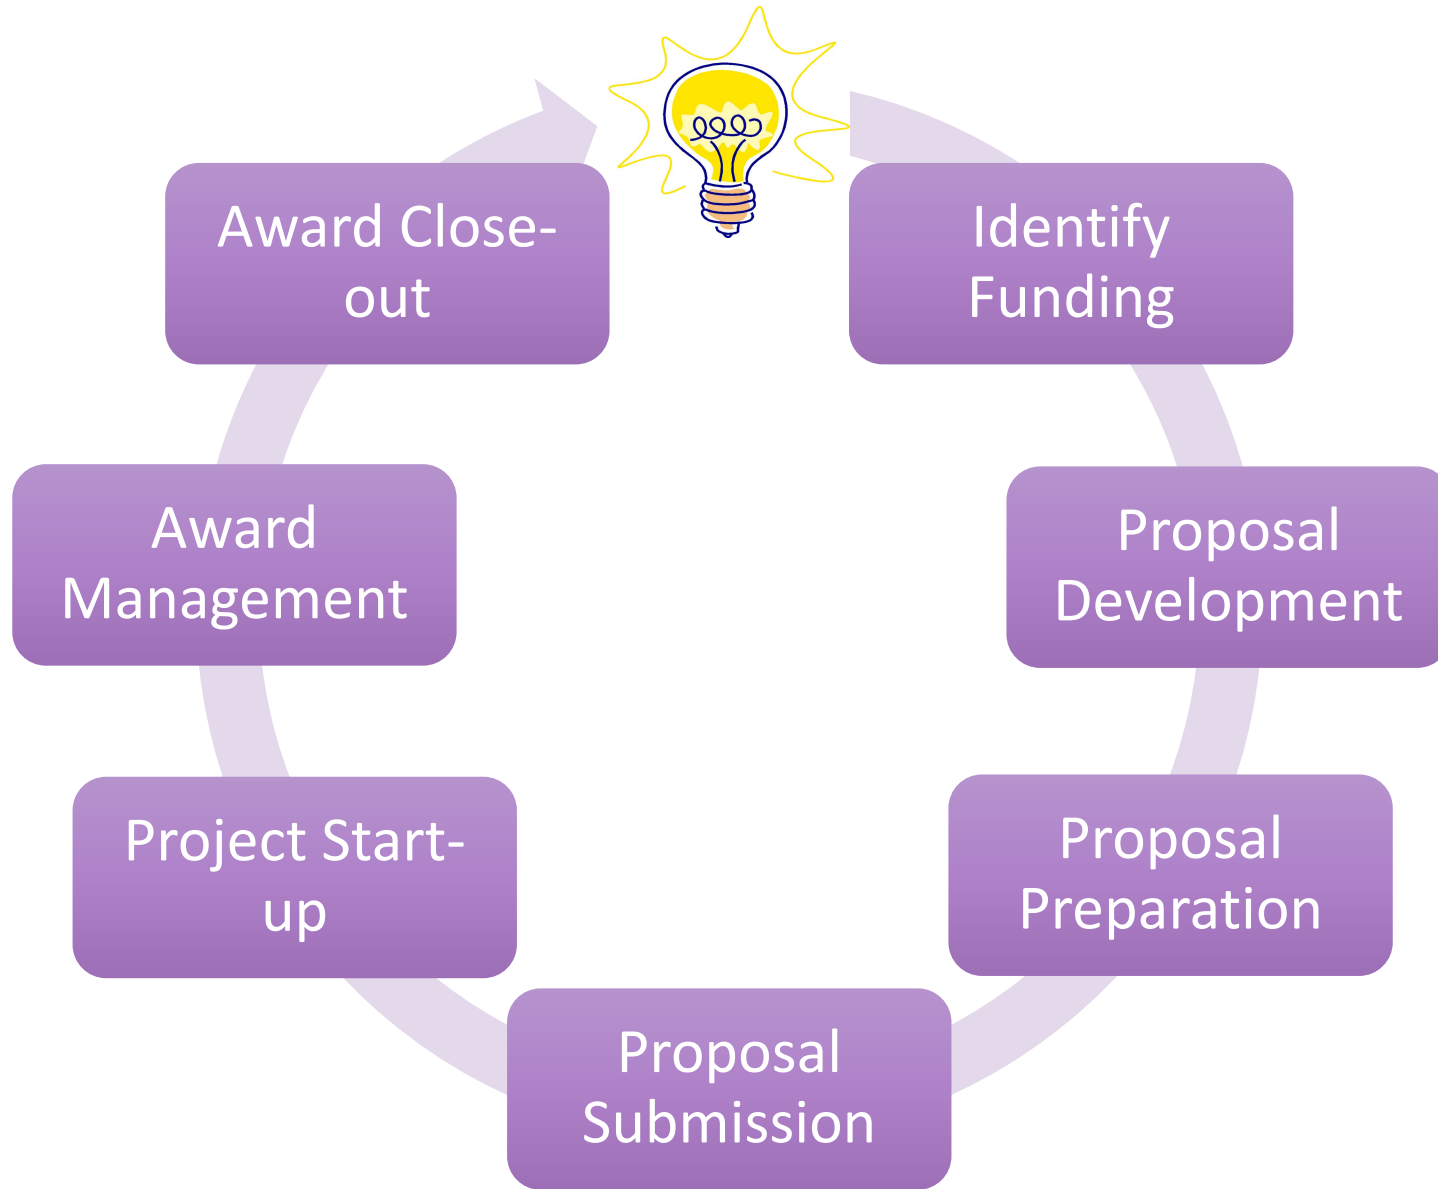 Identify
Funding
Proposal
Development
Proposal
Preparation
Proposal
Submission
Project Start-
up
Award
Management
Award Close-
out